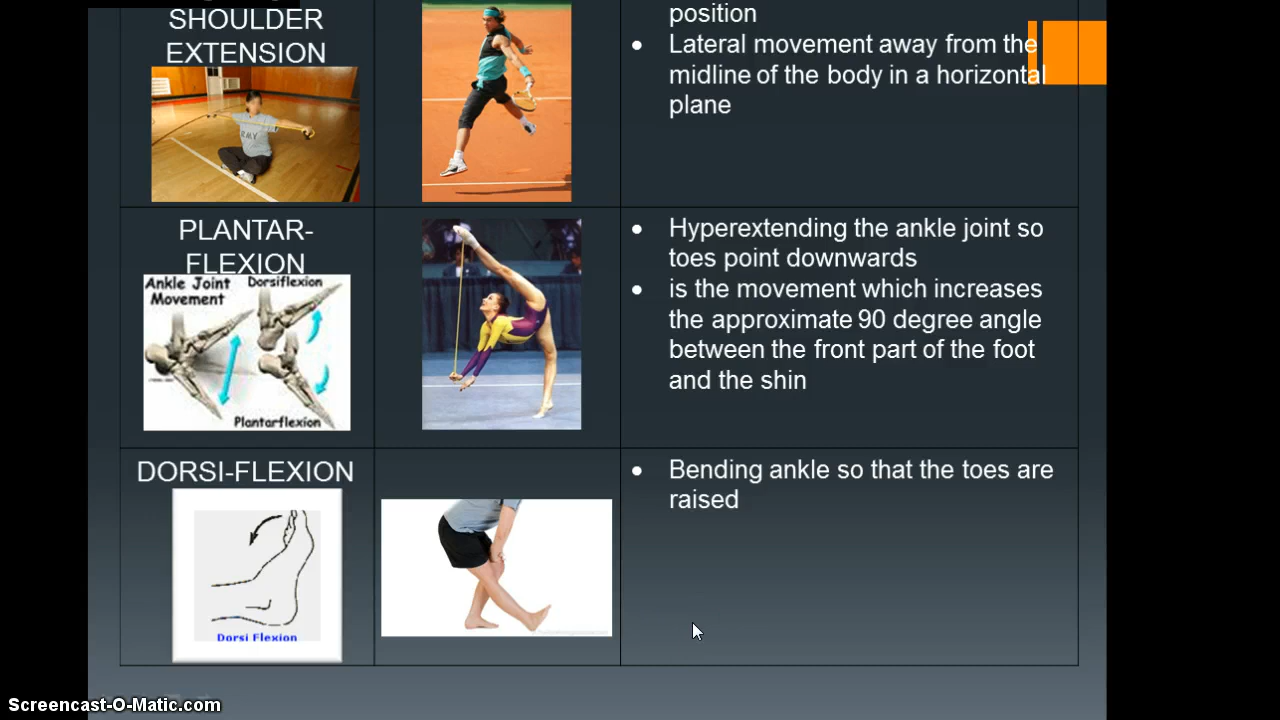 SHOULDER
EXTENSION
position
Lateral movement away from the
midline of the body in a horizontal
plane
PLANTAR-
FLEXION
Ankle Joint
Movement
Dorsiflexion
Plantarflexion
Hyperextending the ankle joint so
toes point downwards
is the movement which increases
the approximate 90 degree angle
between the front part of the foot
and the shin
DORSI-FLEXION
Dorsi Flexion
Bending ankle so that the toes are
raised
Screencast-O-Matic.com